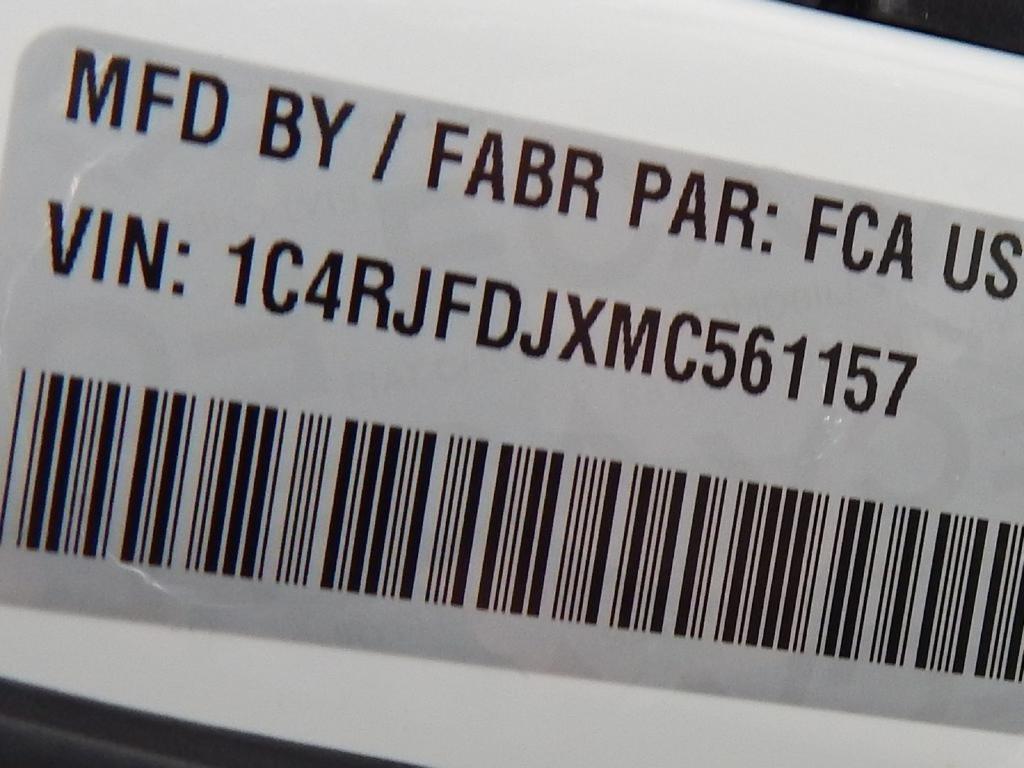 MFD BY / FABR PAR: FCA US
VIN: 1C4RJFDJXMC561157